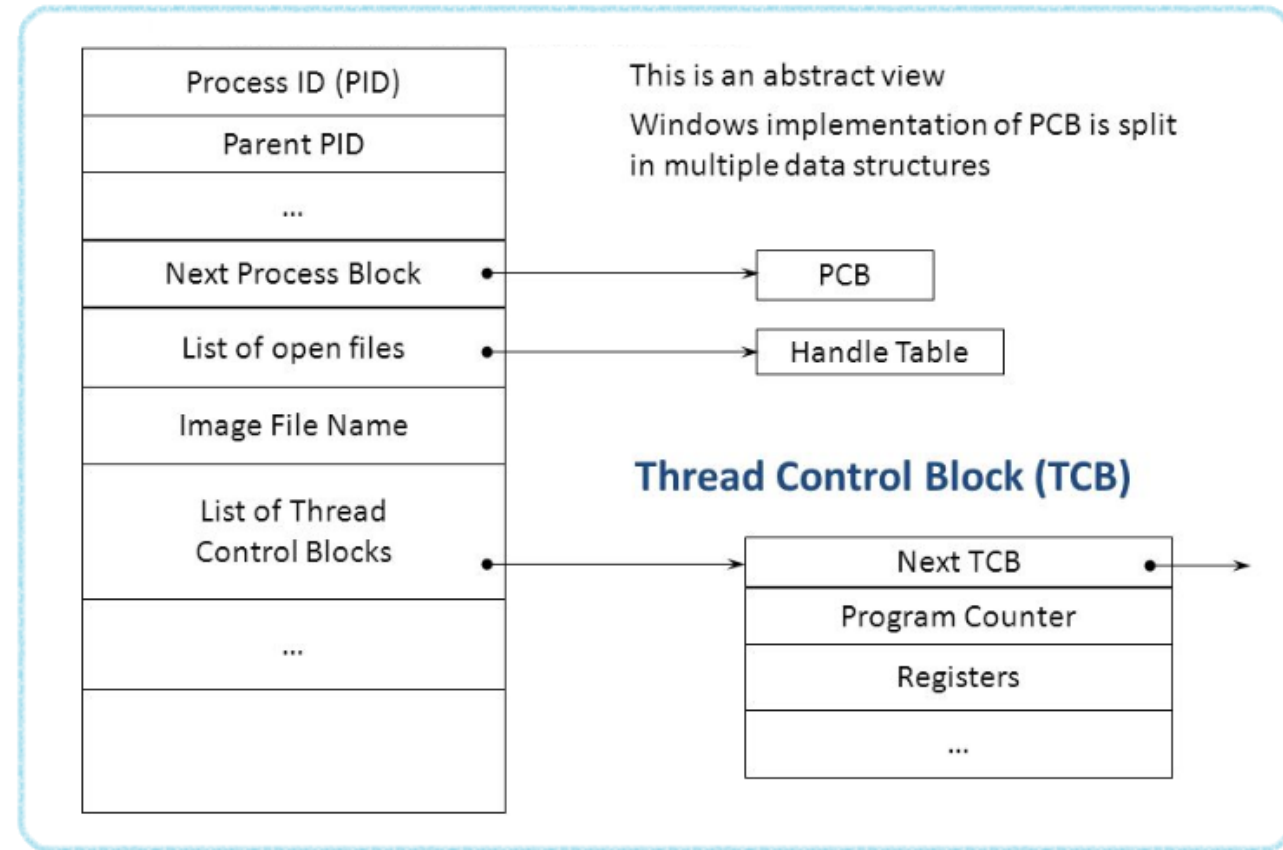 Process ID (PID)
Parent PID
...
Next Process Block
List of open files
Image File Name
List of Thread
Control Blocks
...
This is an abstract view
Windows implementation of PCB is split
in multiple data structures
PCB
Handle Table
Thread Control Block (TCB)
Next TCB
Program Counter
Registers
...